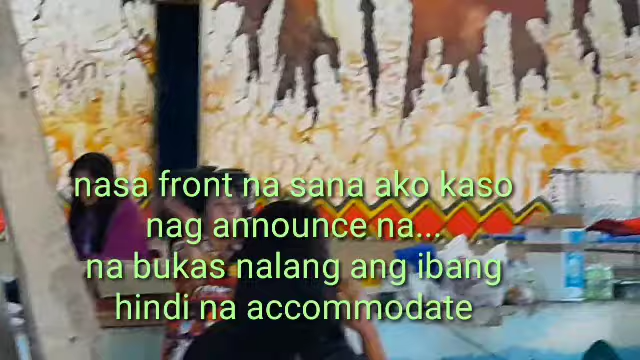 nasa front na sana ako kaso
nag announce na...
na bukas nalang ang ibang
hindi na accommodate